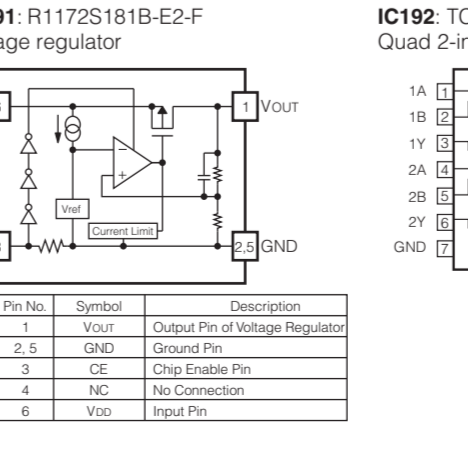 91: R1172S181B-E2-F
age regulator
1 VOUT
Vref
Current Limit
2,5 GND
Pin No. Symbol Description
1 VOUT Output Pin of Voltage Regulator
2, 5 GND Ground Pin
3 CE Chip Enable Pin
4 NC No Connection
6 VDD Input Pin
IC192: TC
Quad 2-in
1A 1
1B 2
1Y 3
2A 4
2B 5
2Y 6
GND 7